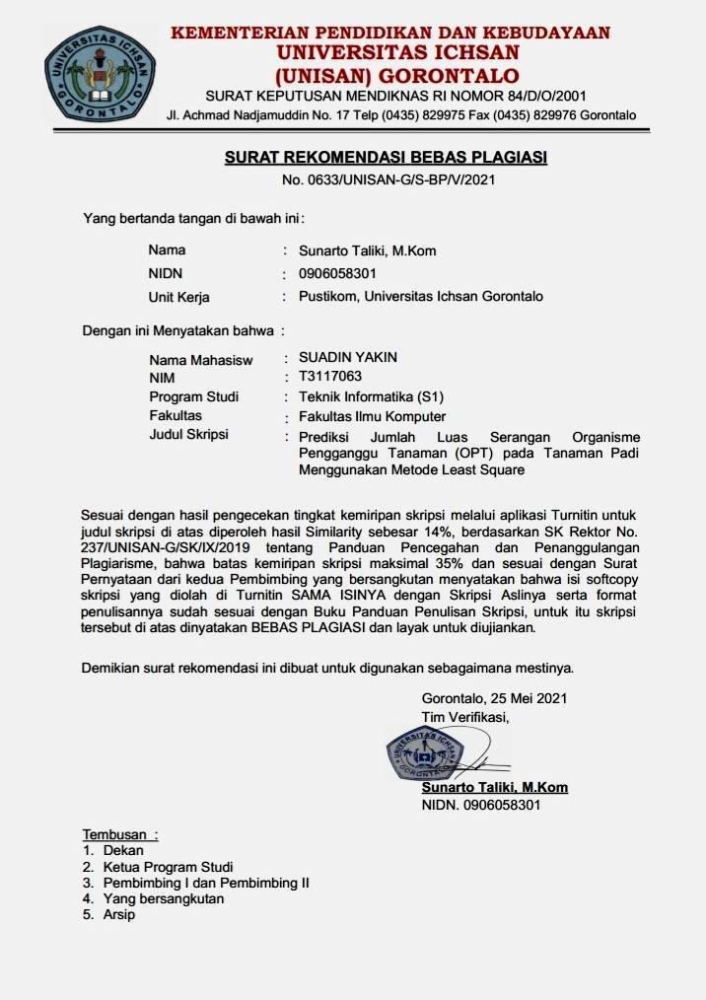 UNIVERSITAS ICHSAN
GORONTALO
KEMENTERIAN PENDIDIKAN DAN KEBUDAYAAN
UNIVERSITAS ICHSAN
(UNISAN) GORONTALO
SURAT KEPUTUSAN MENDIKNAS RI NOMOR 84/D/O/2001
Jl. Achmad Nadjamuddin No. 17 Telp (0435) 829975 Fax (0435) 829976 Gorontalo
SURAT REKOMENDASI BEBAS PLAGIASI
No. 0633/UNISAN-G/S-BP/V/2021
Yang bertanda tangan di bawah ini :
Nama : Sunarto Taliki, M.Kom
NIDN : 0906058301
Unit Kerja : Pustikom, Universitas Ichsan Gorontalo
Dengan ini Menyatakan bahwa :
Nama Mahasisw : SUADIN YAKIN
NIM : T3117063
Program Studi : Teknik Informatika (S1)
Fakultas : Fakultas Ilmu Komputer
Judul Skripsi : Prediksi Jumlah Luas Serangan Organisme
Pengganggu Tanaman (OPT) pada Tanaman Padi
Menggunakan Metode Least Square
Sesuai dengan hasil pengecekan tingkat kemiripan skripsi melalui aplikasi Turnitin untuk
judul skripsi di atas diperoleh hasil Similarity sebesar 14%, berdasarkan SK Rektor No.
237/UNISAN-G/SK/IX/2019 tentang Panduan Pencegahan dan Penanggulangan
Plagiarisme, bahwa batas kemiripan skripsi maksimal 35% dan sesuai dengan Surat
Pernyataan dari kedua Pembimbing yang bersangkutan menyatakan bahwa isi softcopy
skripsi yang diolah di Turnitin SAMA ISINYA dengan Skripsi Aslinya serta format
penulisannya sudah sesuai dengan Buku Panduan Penulisan Skripsi, untuk itu skripsi
tersebut di atas dinyatakan BEBAS PLAGIASI dan layak untuk diujiankan.
Demikian surat rekomendasi ini dibuat untuk digunakan sebagaimana mestinya.
Gorontalo, 25 Mei 2021
Tim Verifikasi,
UNIVERSITAS ICHSAN
GORONTALO
Sunarto Taliki, M.Kom
NIDN. 0906058301
Tembusan :
1. Dekan
2. Ketua Program Studi
3. Pembimbing I dan Pembimbing II
4. Yang bersangkutan
5. Arsip